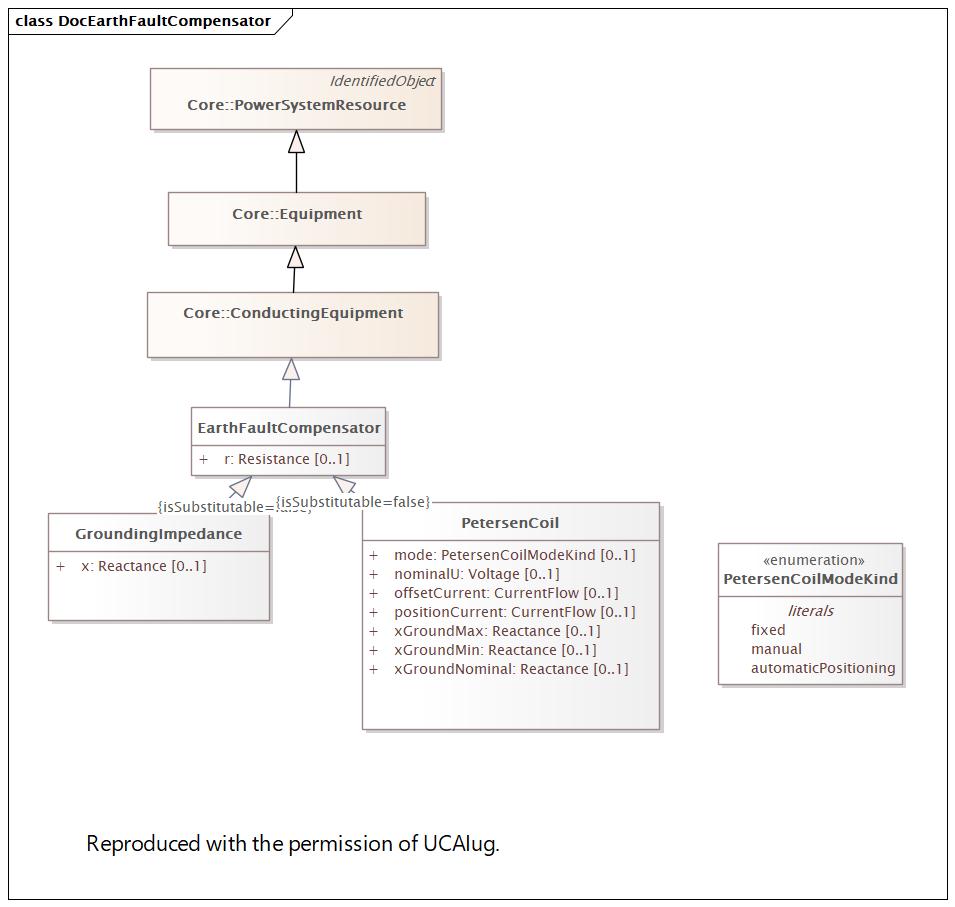 class DocEarthFaultCompensator
IdentifiedObject
Core::PowerSystemResource
Core::Equipment
Core::ConductingEquipment
EarthFaultCompensator
+ r: Resistance [0..1]
{isSubstitutable=false}
{isSubstitutable=false}
GroundingImpedance
+ x: Reactance [0..1]
PetersenCoil
+ mode: PetersenCoilModeKind [0..1]
+ nominalU: Voltage [0..1]
+ offsetCurrent: CurrentFlow [0..1]
+ positionCurrent: CurrentFlow [0..1]
+ xGroundMax: Reactance [0..1]
+ xGroundMin: Reactance [0..1]
+ xGroundNominal: Reactance [0..1]
«enumeration»
PetersenCoilModeKind
literals
fixed
manual
automaticPositioning
Reproduced with the permission of UCAIug.